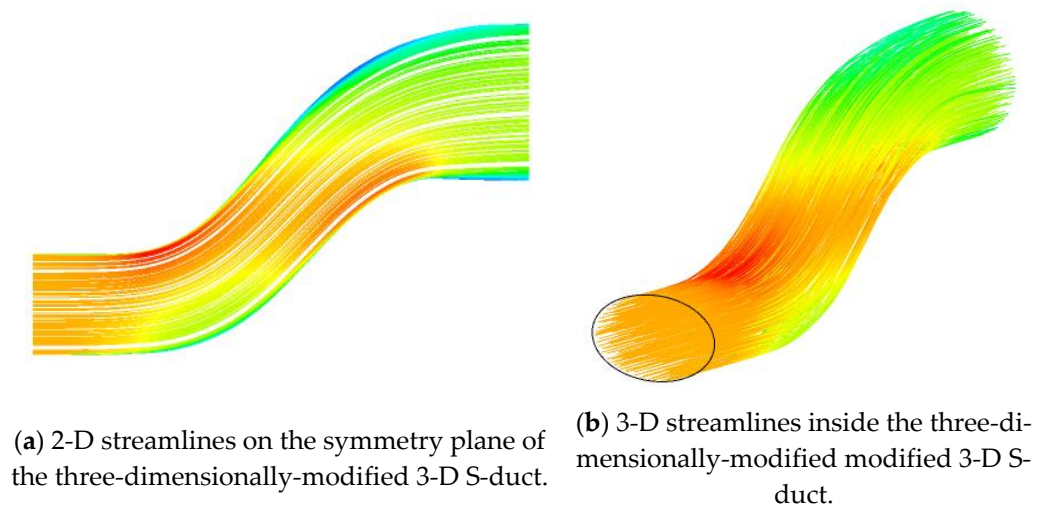 (a) 2-D streamlines on the symmetry plane of
the three-dimensionally-modified 3-D S-duct.
(b) 3-D streamlines inside the three-di-
mensionally-modified modified 3-D S-
duct.